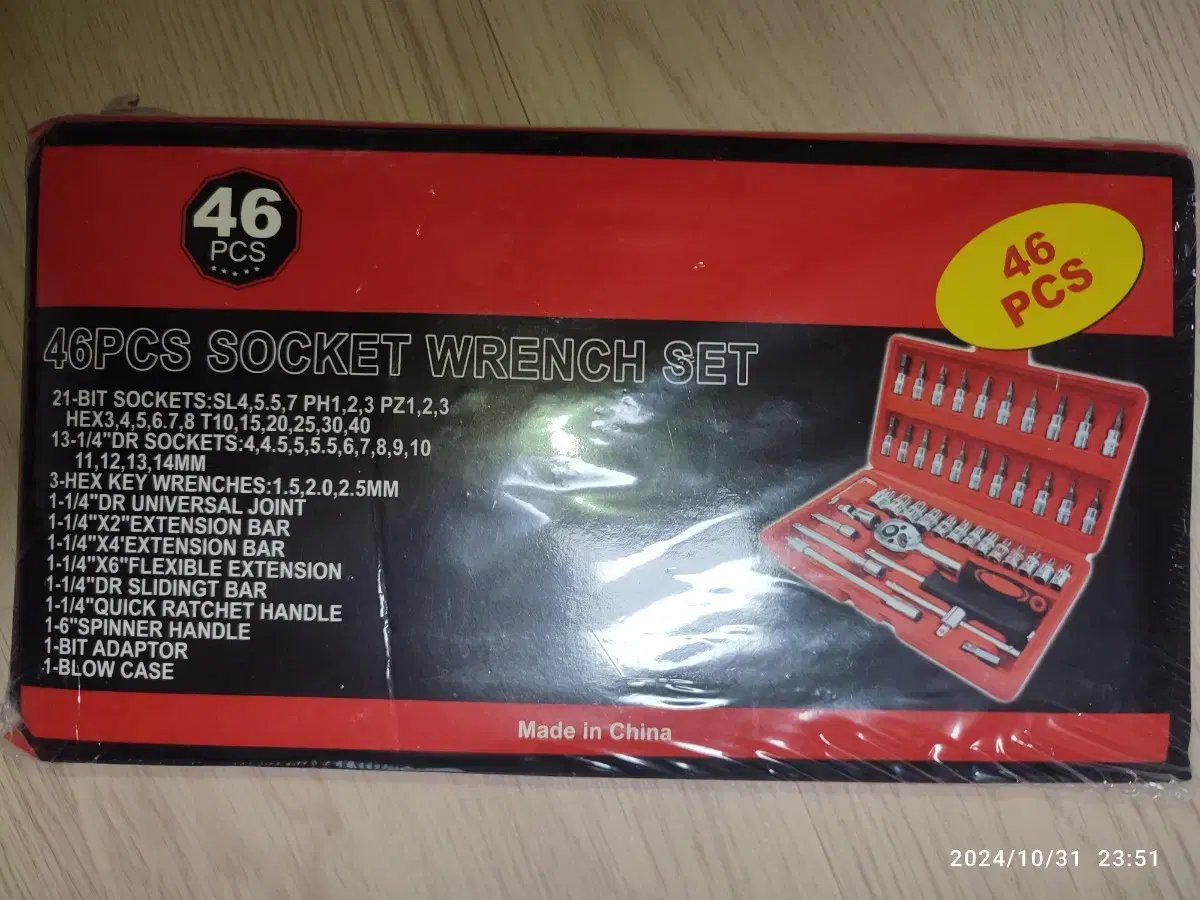 46
PCS
46
PCS
46PCS SOCKET WRENCH SET
21-BIT SOCKETS:SL4,5.5,7 PH1,2,3 PZ1,2,3
HEX3,4,5,6.7,8 T10,15,20,25,30,40
13-1/4"DR SOCKETS:4,4.5,5,5.5,6,7,8,9,10
11,12,13,14MM
3-HEX KEY WRENCHES:1.5,2.0,2.5MM
1-1/4"DR UNIVERSAL JOINT
1-1/4"X2"EXTENSION BAR
1-1/4"X4'EXTENSION BAR
1-1/4"X6"FLEXIBLE EXTENSION
1-1/4"DR SLIDINGT BAR
1-1/4"QUICK RATCHET HANDLE
1-6"SPINNER HANDLE
1-BIT ADAPTOR
1-BLOW CASE
Made in China
2024/10/31 23:51